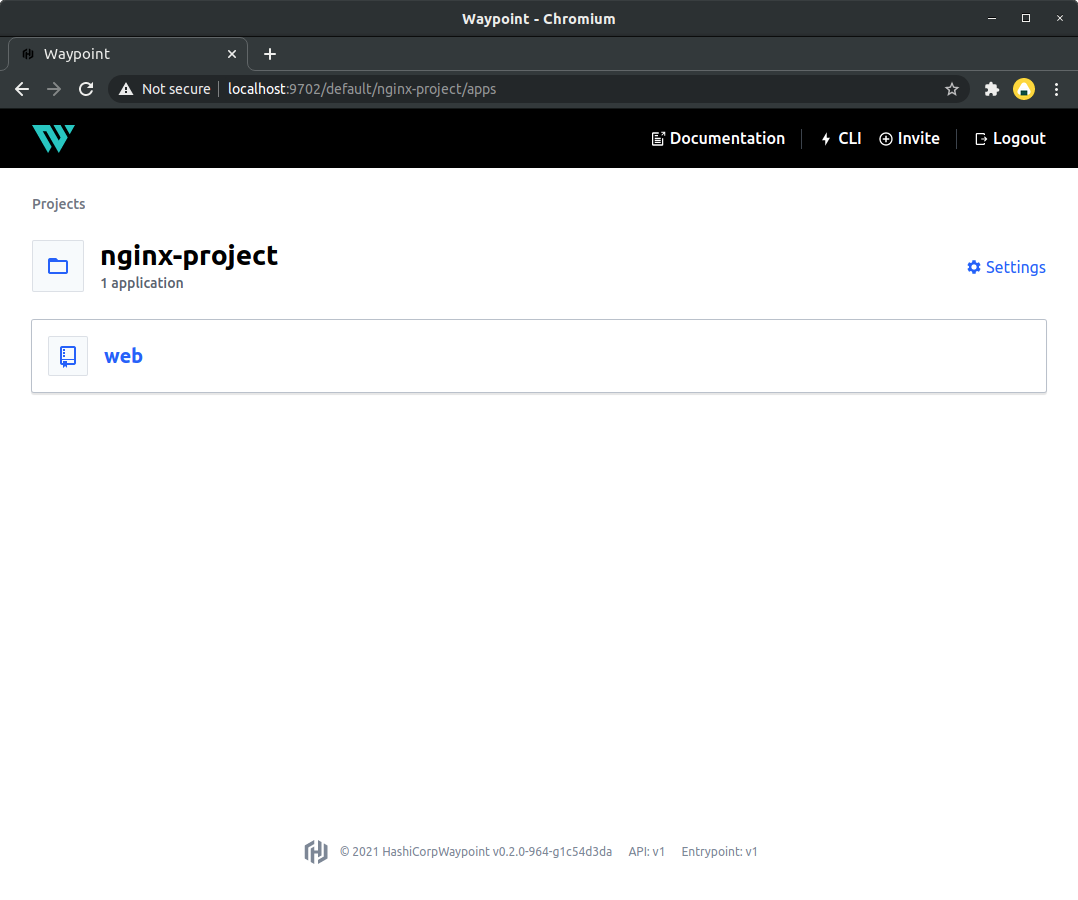 Waypoint - Chromium
Waypoint
Not secure localhost:9702/default/nginx-project/apps
Documentation CLI Invite Logout
Projects
nginx-project
1 application
Settings
web
© 2021 HashiCorpWaypoint v0.2.0-964-g1c54d3da API: v1 Entrypoint: v1